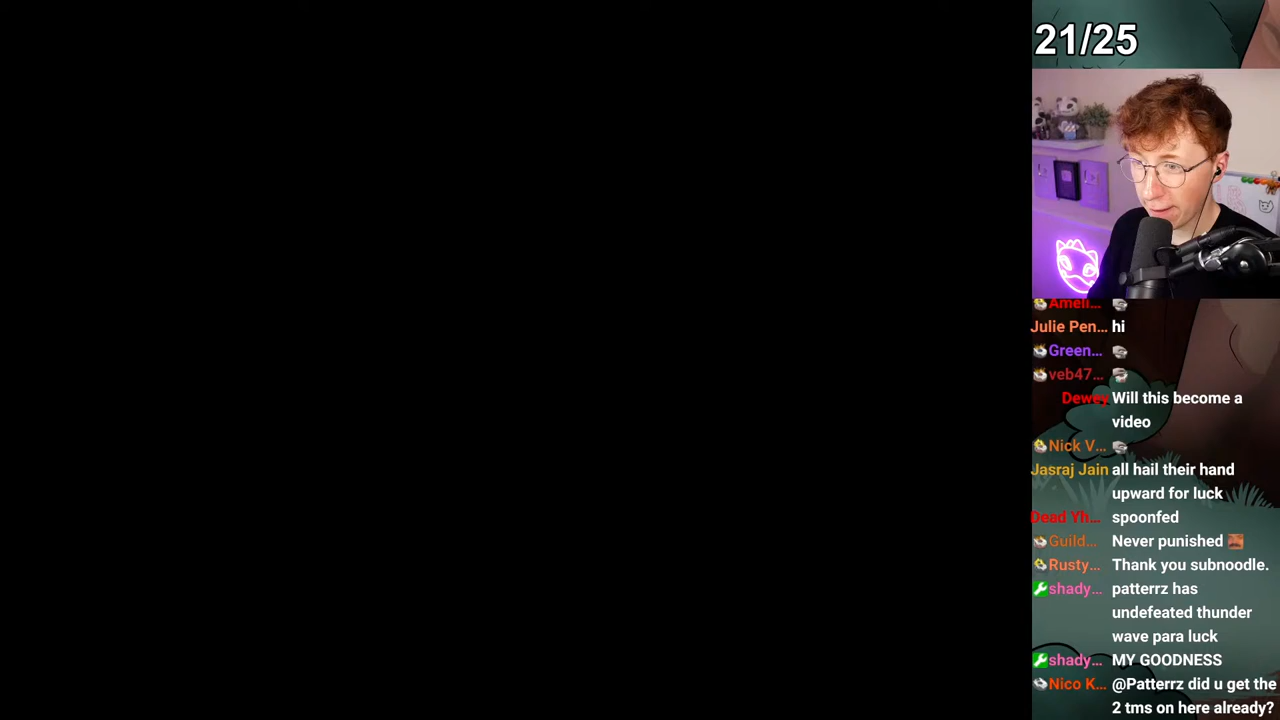 21/25
Ameli...
Julie Pen... hi
Green...
veb47...
Dewey Will this become a
video
Nick V...
Jasraj Jain all hail their hand
upward for luck
Dead Yh... spoonfed
Guild... Never punished
Rusty... Thank you subnoodle.
shady... patterrz has
undefeated thunder
wave para luck
shady... MY GOODNESS
Nico K... @Patterrz did u get the
2 tms on here already?